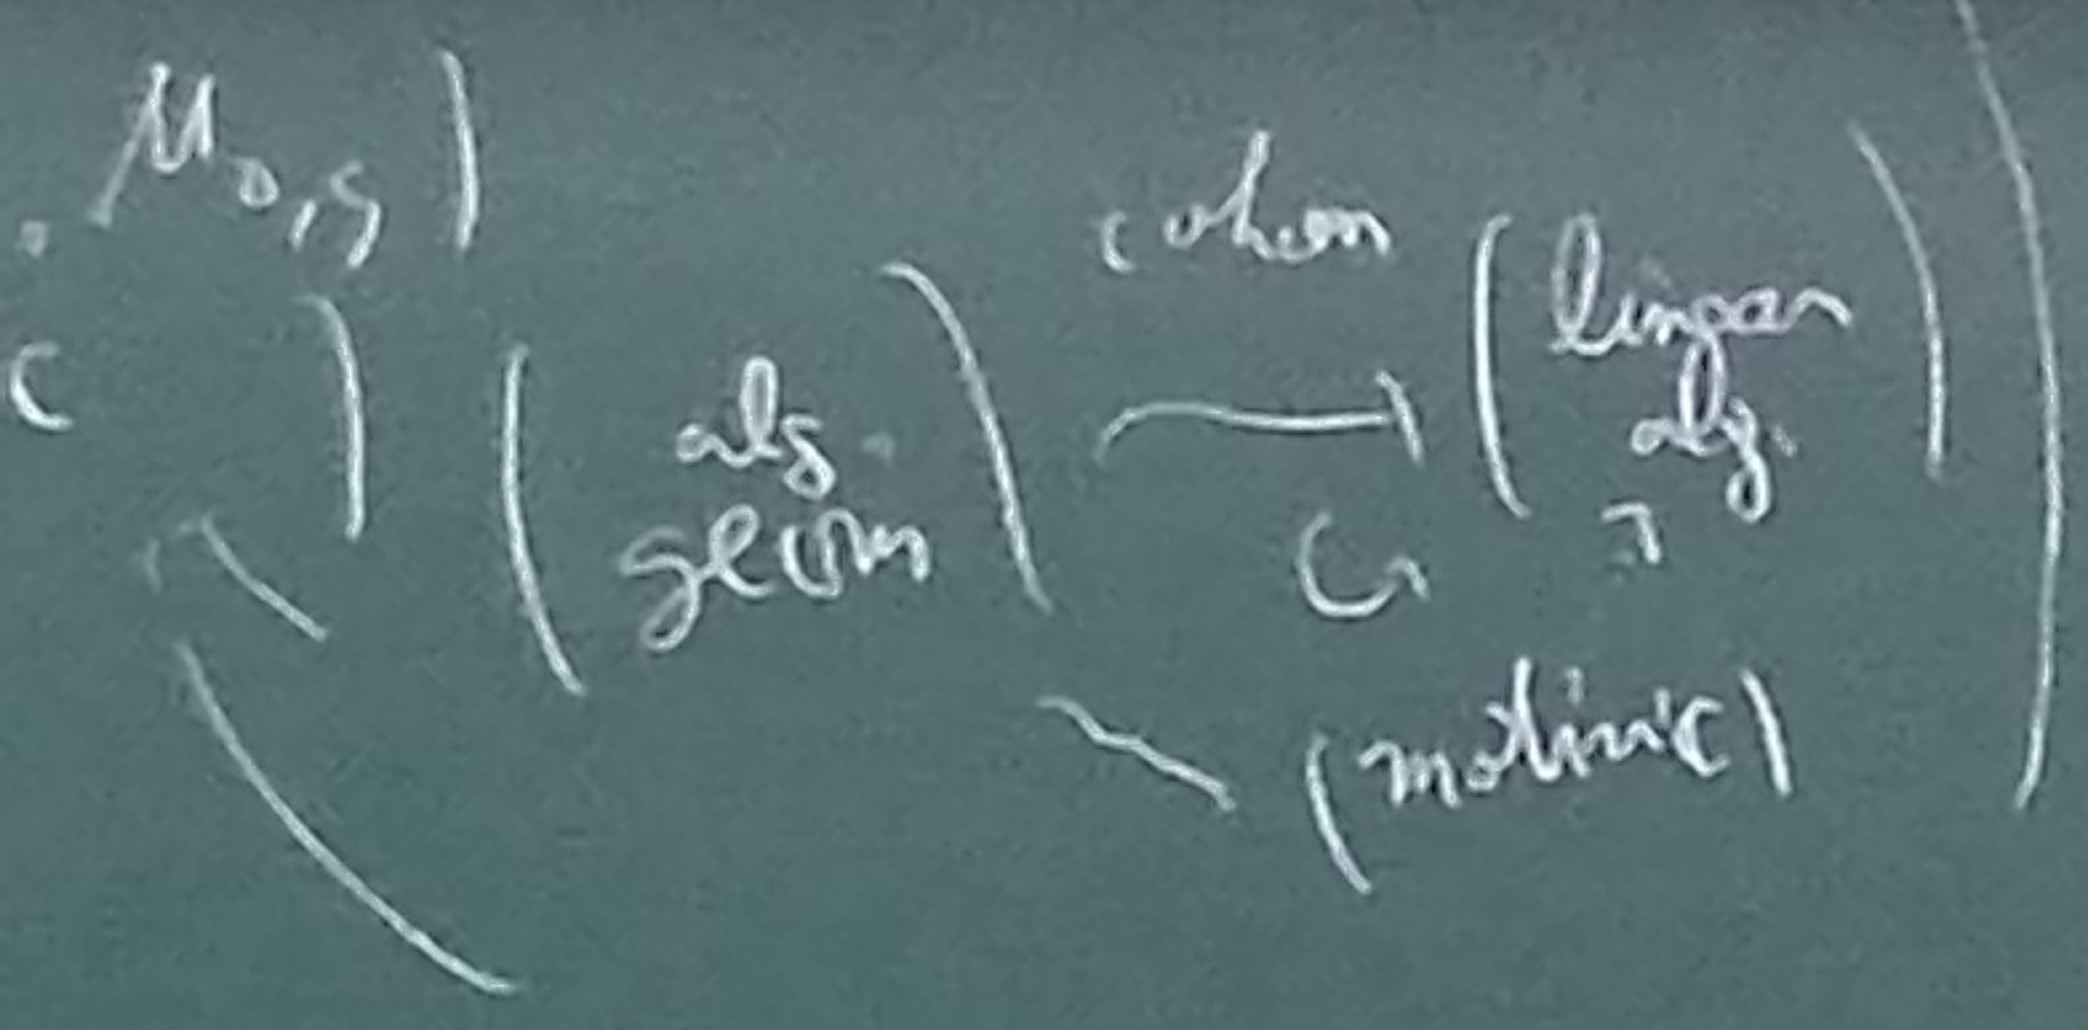 M₀,₅)
C )
cohom
(alg. geom) ⟼ (linear alg.)
(motivic)